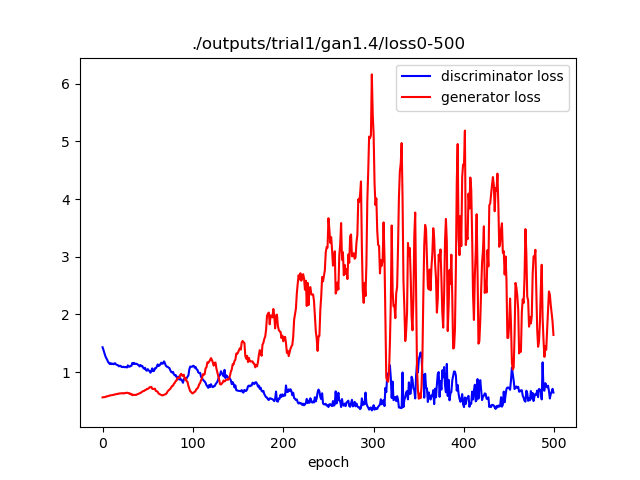 ./outputs/trial1/gan1.4/loss0-500
discriminator loss
generator loss
6
5
4
3
2
1
0 100 200 300 400 500
epoch